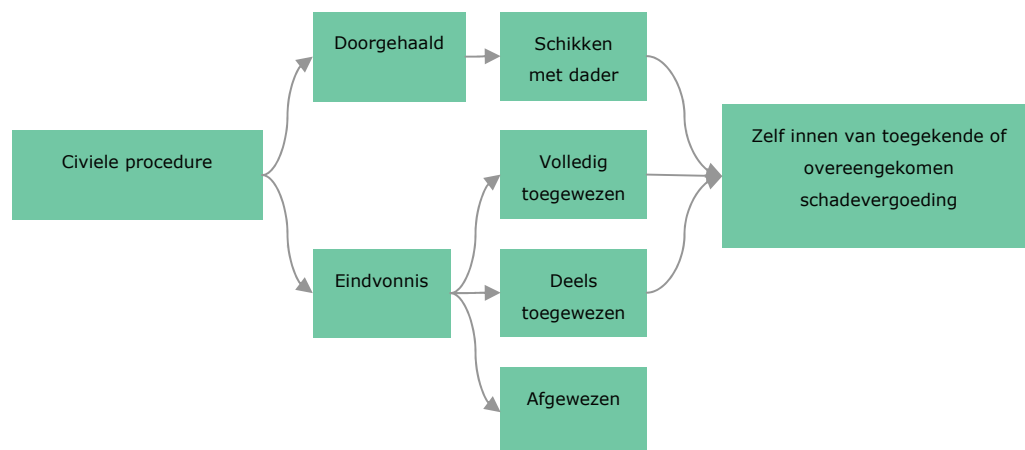 Doorgehaald
Schikken
met dader
Civiele procedure
Volledig
toegewezen
Zelf innen van toegekende of
overeengekomen
schadevergoeding
Eindvonnis
Deels
toegewezen
Afgewezen